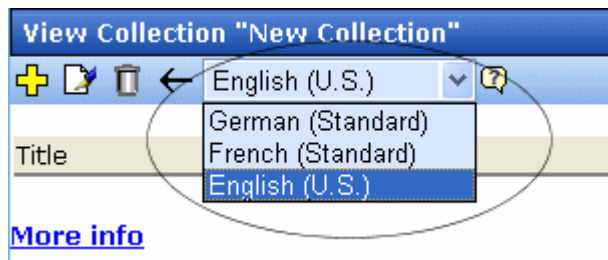 View Collection "New Collection"
English (U.S.)
German (Standard)
French (Standard)
English (U.S.)
Title
More info